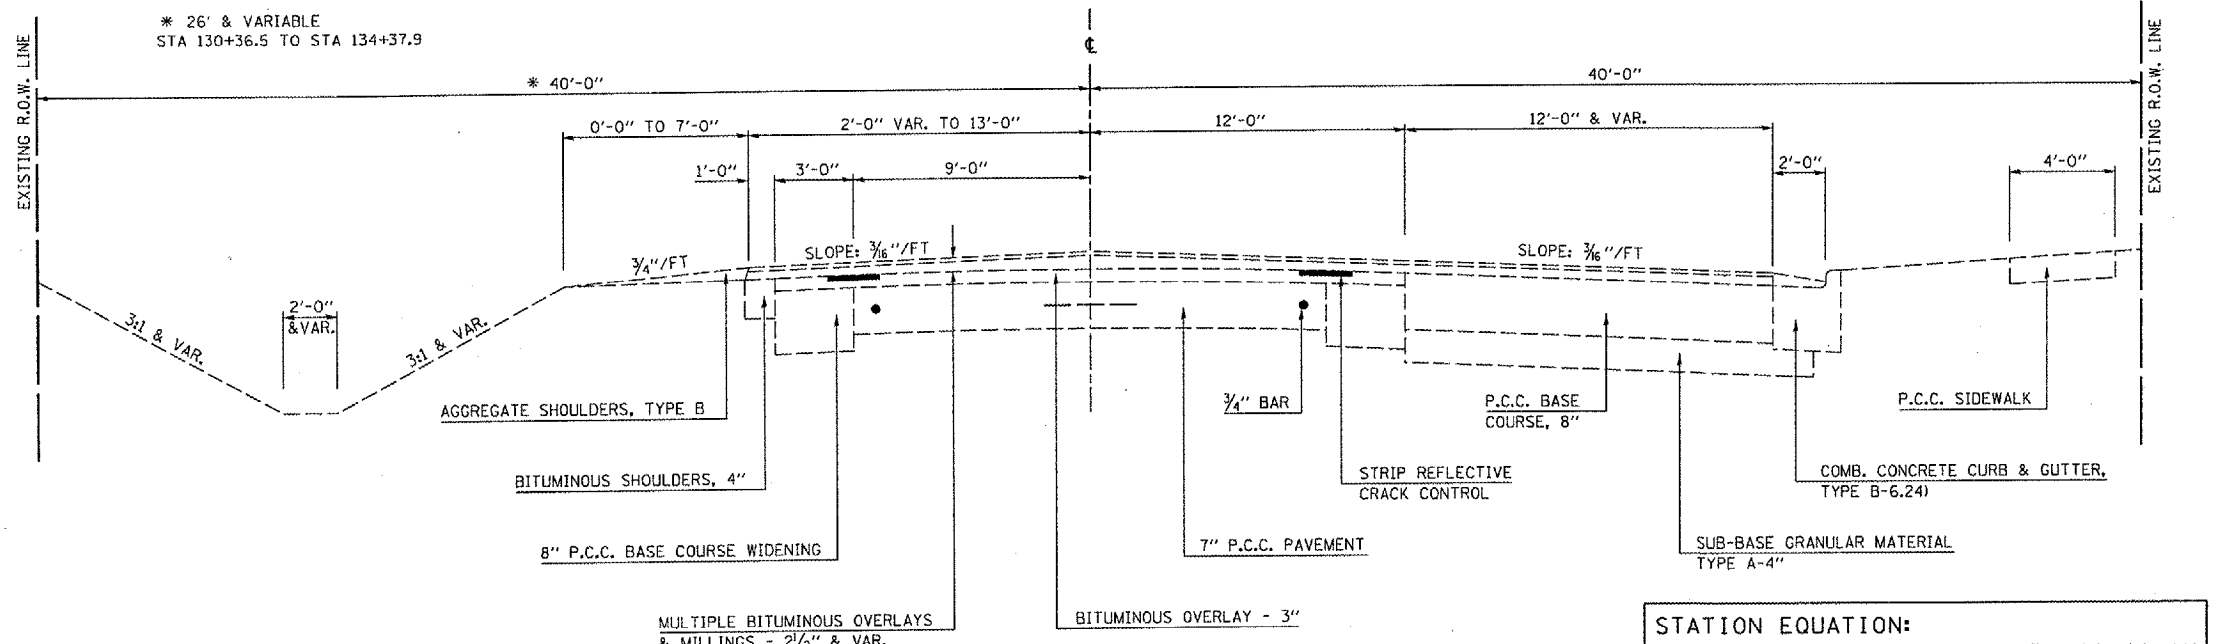 * 26' & VARIABLE
STA 130+36.5 TO STA 134+37.9
EXISTING R.O.W. LINE
EXISTING R.O.W. LINE
℄
* 40'-0"
40'-0"
0'-0" TO 7'-0"
2'-0" VAR. TO 13'-0"
12'-0"
12'-0" & VAR.
1'-0"
3'-0"
9'-0"
2'-0"
4'-0"
3/4"/FT
SLOPE: 3/16"/FT
SLOPE: 3/16"/FT
3:1 & VAR.
2'-0"
&VAR.
3:1 & VAR.
AGGREGATE SHOULDERS, TYPE B
3/4" BAR
P.C.C. BASE
COURSE, 8"
P.C.C. SIDEWALK
BITUMINOUS SHOULDERS, 4"
STRIP REFLECTIVE
CRACK CONTROL
COMB. CONCRETE CURB & GUTTER,
TYPE B-6.24)
8" P.C.C. BASE COURSE WIDENING
7" P.C.C. PAVEMENT
SUB-BASE GRANULAR MATERIAL
TYPE A-4"
MULTIPLE BITUMINOUS OVERLAYS
& MILLINGS - 2 1/2" & VAR.
BITUMINOUS OVERLAY - 3"
STATION EQUATION: